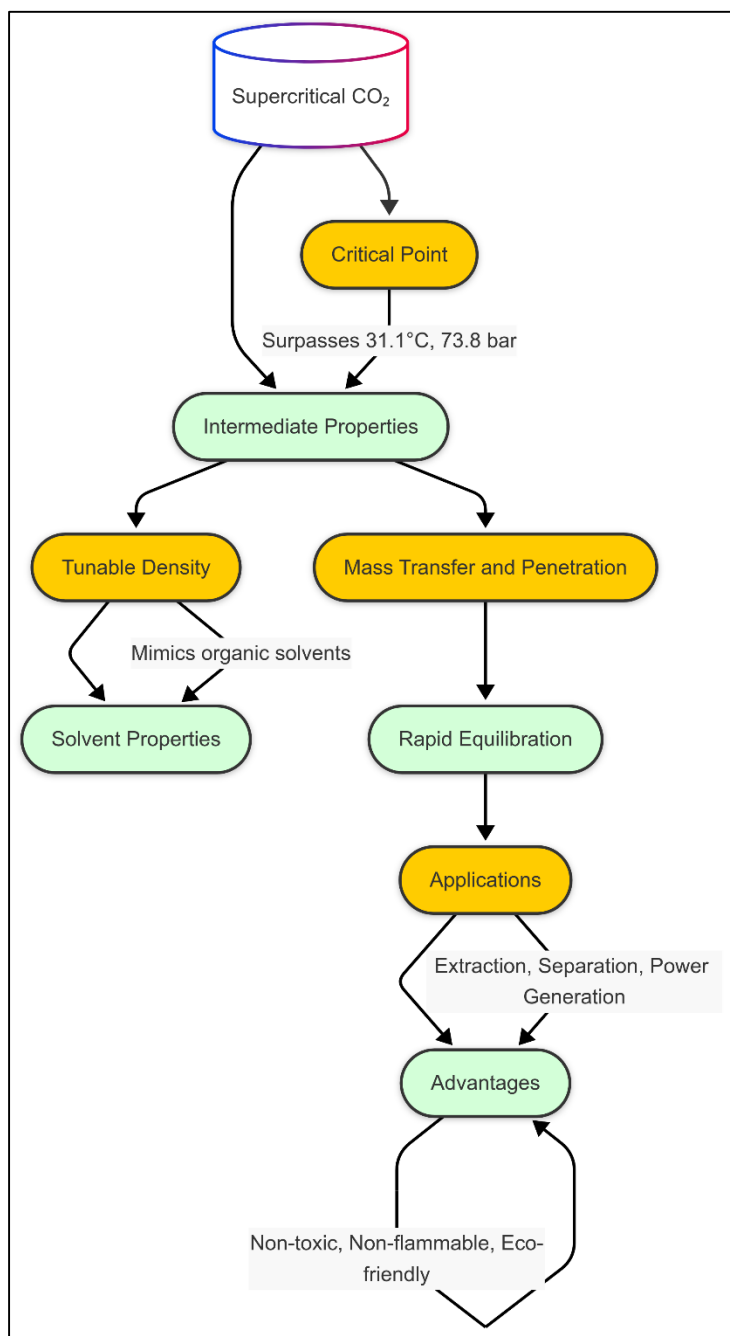 Supercritical CO₂
Critical Point
Surpasses 31.1°C, 73.8 bar
Intermediate Properties
Tunable Density
Mass Transfer and Penetration
Mimics organic solvents
Solvent Properties
Rapid Equilibration
Applications
Extraction, Separation, Power
Generation
Advantages
Non-toxic, Non-flammable, Eco-
friendly